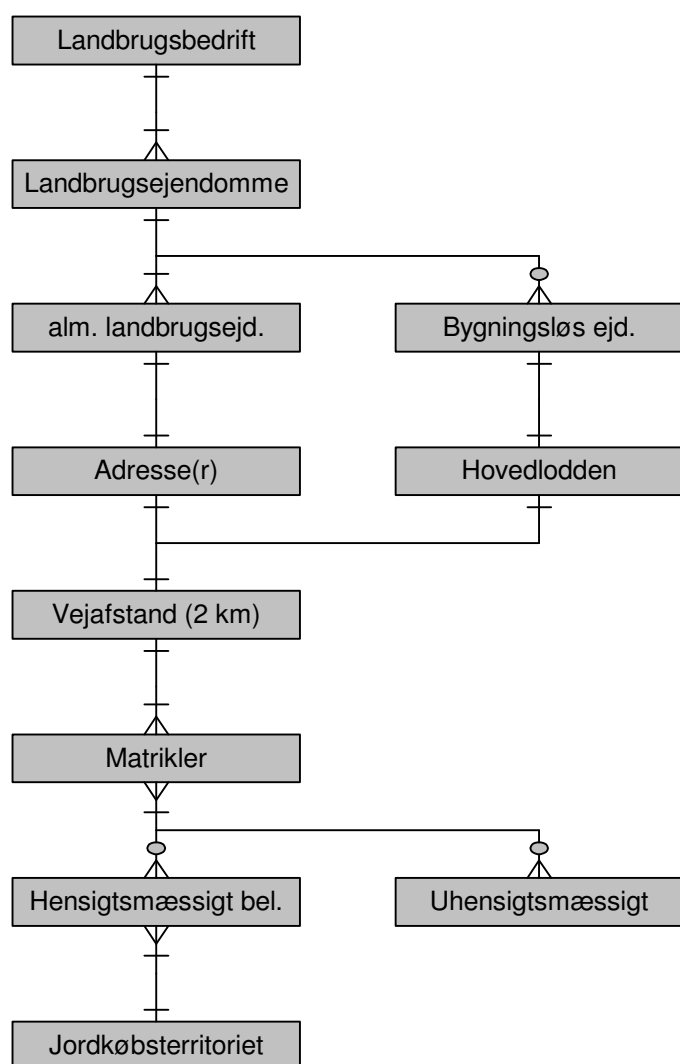 Landbrugsbedrift
Landbrugsejendomme
alm. landbrugsejd.
Bygningsløs ejd.
Adresse(r)
Hovedlodden
Vejafstand (2 km)
Matrikler
Hensigtsmæssigt bel.
Uhensigtsmæssigt
Jordkøbsterritoriet